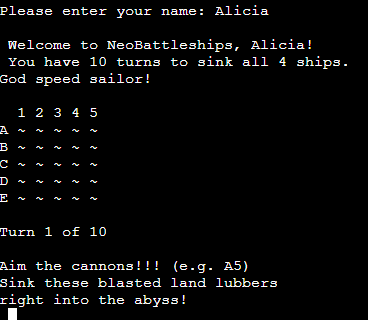 Please enter your name: Alicia
Welcome to NeoBattleships, Alicia!
You have 10 turns to sink all 4 ships.
God speed sailor!
1 2 3 4 5
A ~ ~ ~ ~ ~
B ~ ~ ~ ~ ~
C ~ ~ ~ ~ ~
D ~ ~ ~ ~ ~
E ~ ~ ~ ~ ~
Turn 1 of 10
Aim the cannons!!! (e.g. A5)
Sink these blasted land lubbers
right into the abyss!